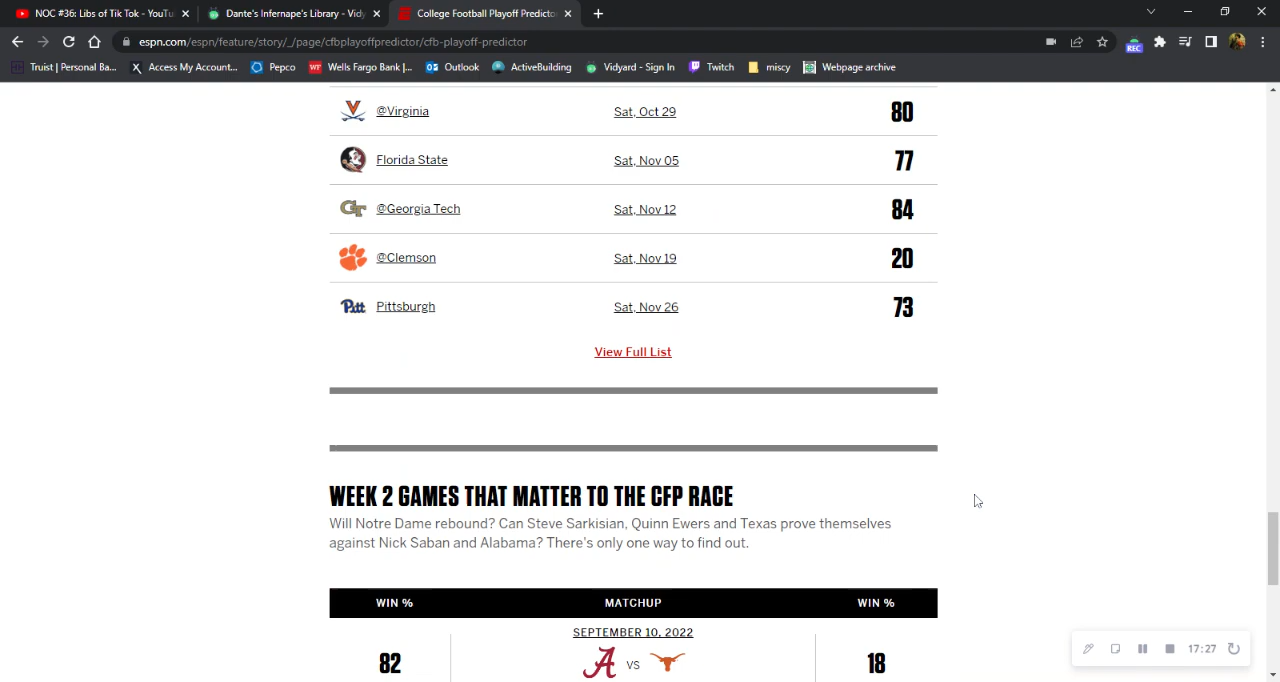 NOC #36: Libs of Tik Tok - YouTu
Dante's Infernape's Library - Vidy
College Football Playoff Predictor
espn.com/espn/feature/story/_/page/cfbplayoffpredictor/cfb-playoff-predictor
REC
Truist | Personal Ba...
Access My Account...
Pepco
WF Wells Fargo Bank |...
Outlook
ActiveBuilding
Vidyard - Sign In
Twitch
miscy
Webpage archive
@Virginia Sat, Oct 29 80
Florida State Sat, Nov 05 77
GT @Georgia Tech Sat, Nov 12 84
@Clemson Sat, Nov 19 20
Pitt Pittsburgh Sat, Nov 26 73
View Full List
WEEK 2 GAMES THAT MATTER TO THE CFP RACE
Will Notre Dame rebound? Can Steve Sarkisian, Quinn Ewers and Texas prove themselves
against Nick Saban and Alabama? There's only one way to find out.
WIN % MATCHUP WIN %
SEPTEMBER 10, 2022
82 A VS 18
17:27